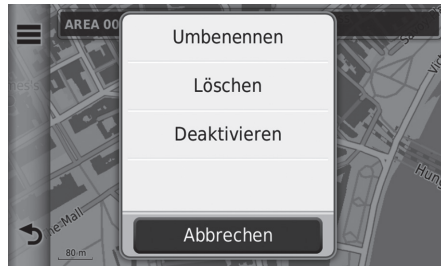 AREA 00
Umbenennen
Löschen
Deaktivieren
Abbrechen
80 m